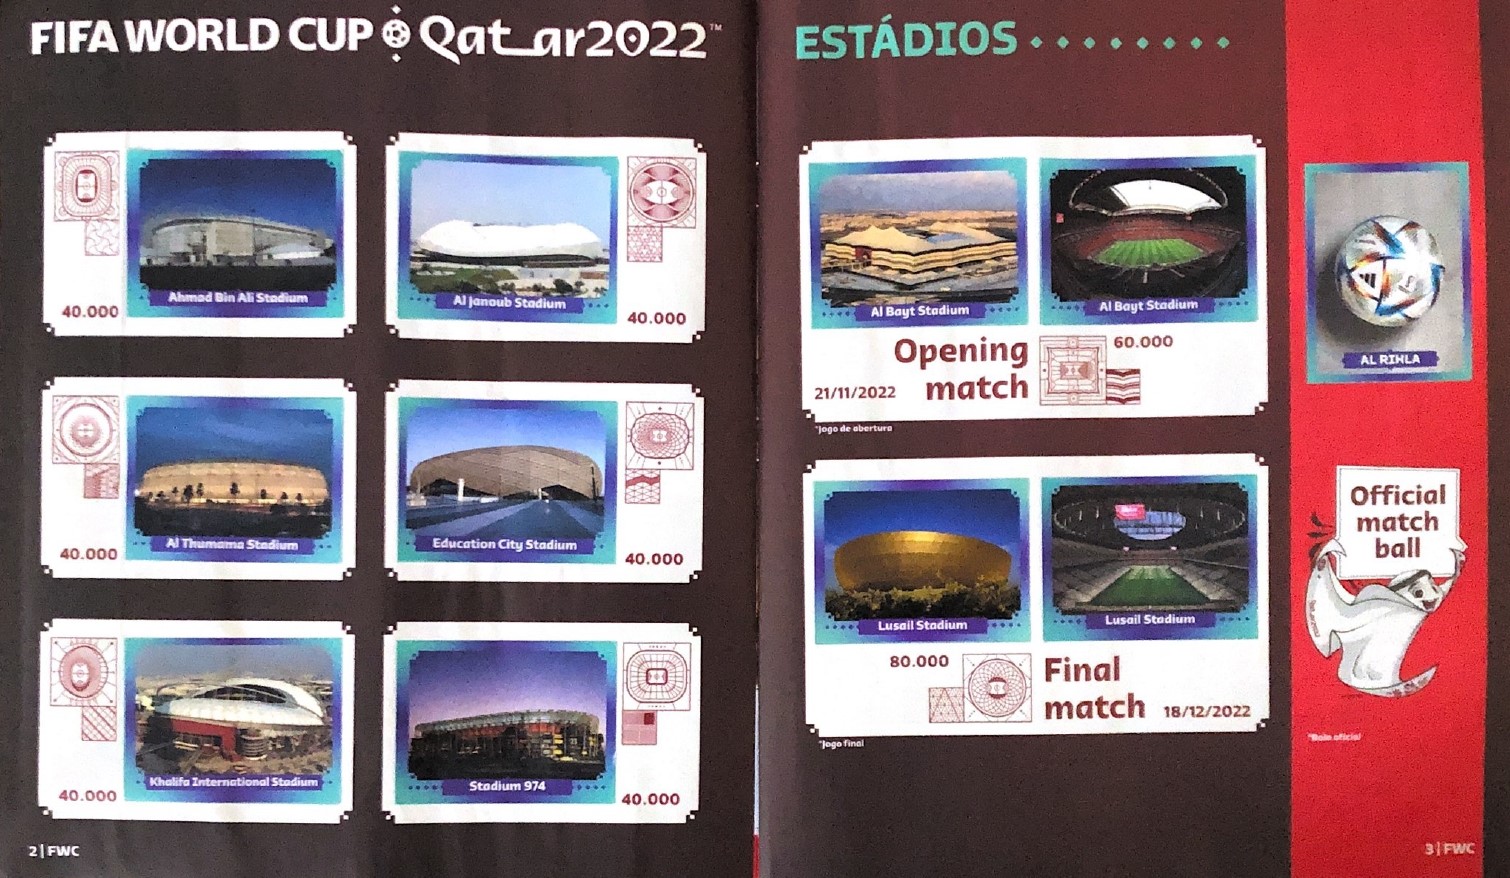 FIFA WORLD CUP Qatar2022™
Ahmad Bin Ali Stadium
40.000
Al Janoub Stadium
40.000
Al Thumama Stadium
40.000
Education City Stadium
40.000
Khalifa International Stadium
40.000
Stadium 974
40.000
2|FWC
ESTÁDIOS
Al Bayt Stadium
Al Bayt Stadium
Opening
match
21/11/2022
60.000
*Jogo de abertura
Lusail Stadium
Lusail Stadium
80.000
Final
match
18/12/2022
*Jogo final
AL RIHLA
Official
match
ball
*Bola oficial
3|FWC